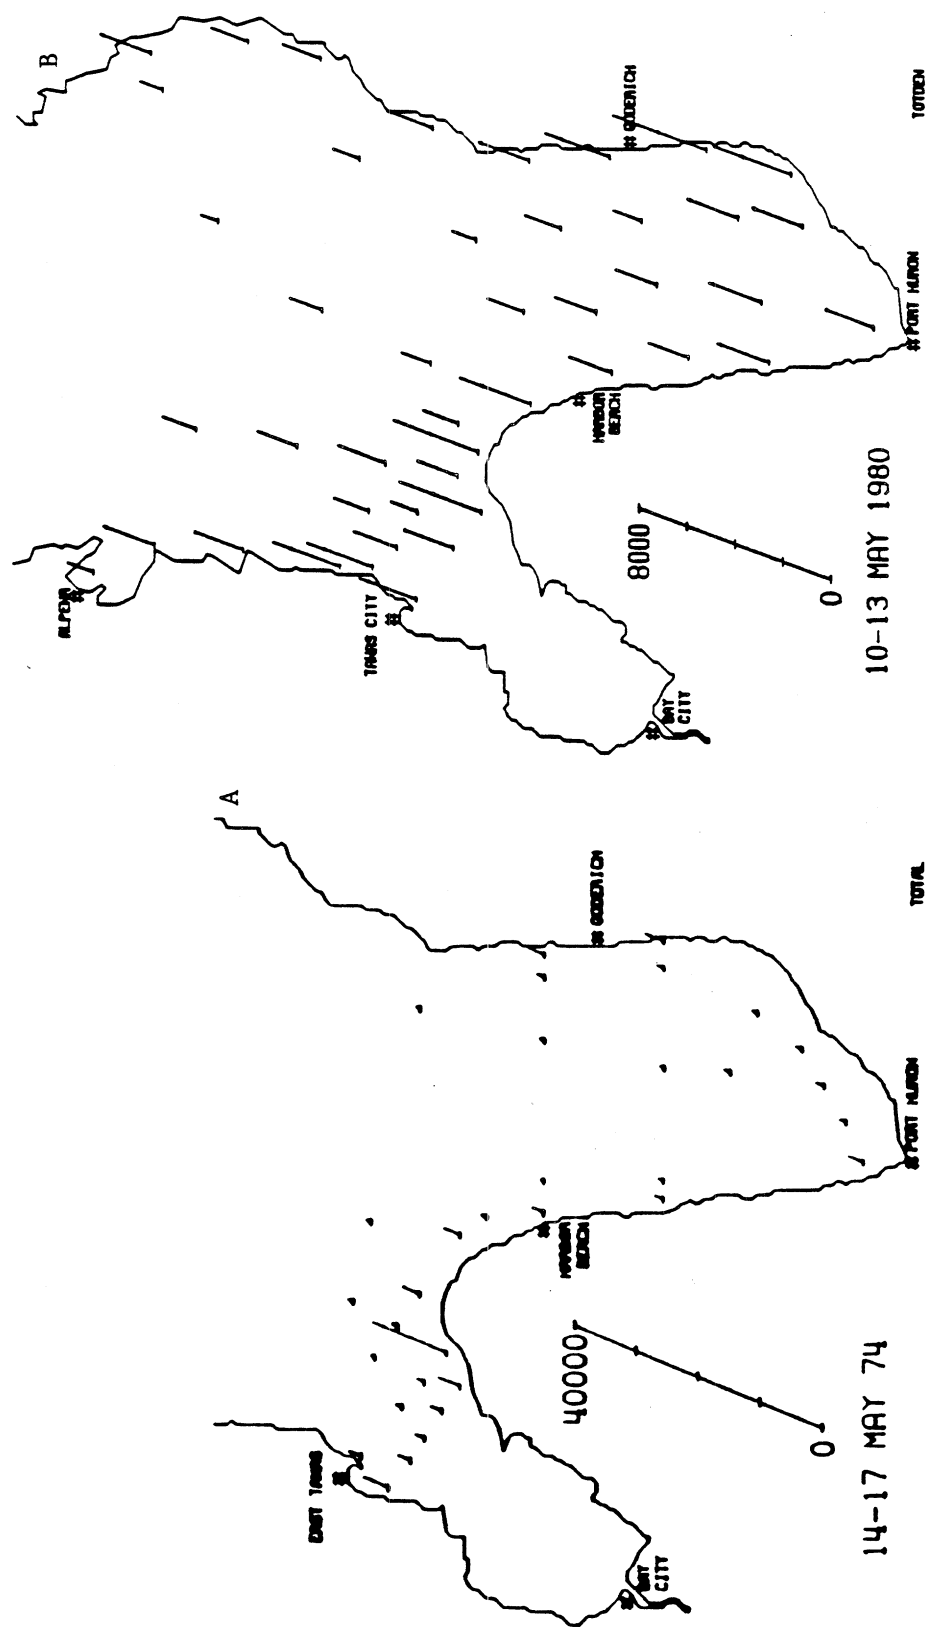 B
ALPENA
TAWAS CITY
BAY
CITY
HARBOR
BEACH
GODERICH
PORT HURON
8000
0
10-13 MAY 1980
TOTDEN
A
EAST TAWAS
BAY
CITY
HARBOR
BEACH
GODERICH
PORT HURON
40000
0
14-17 MAY 74
TOTAL